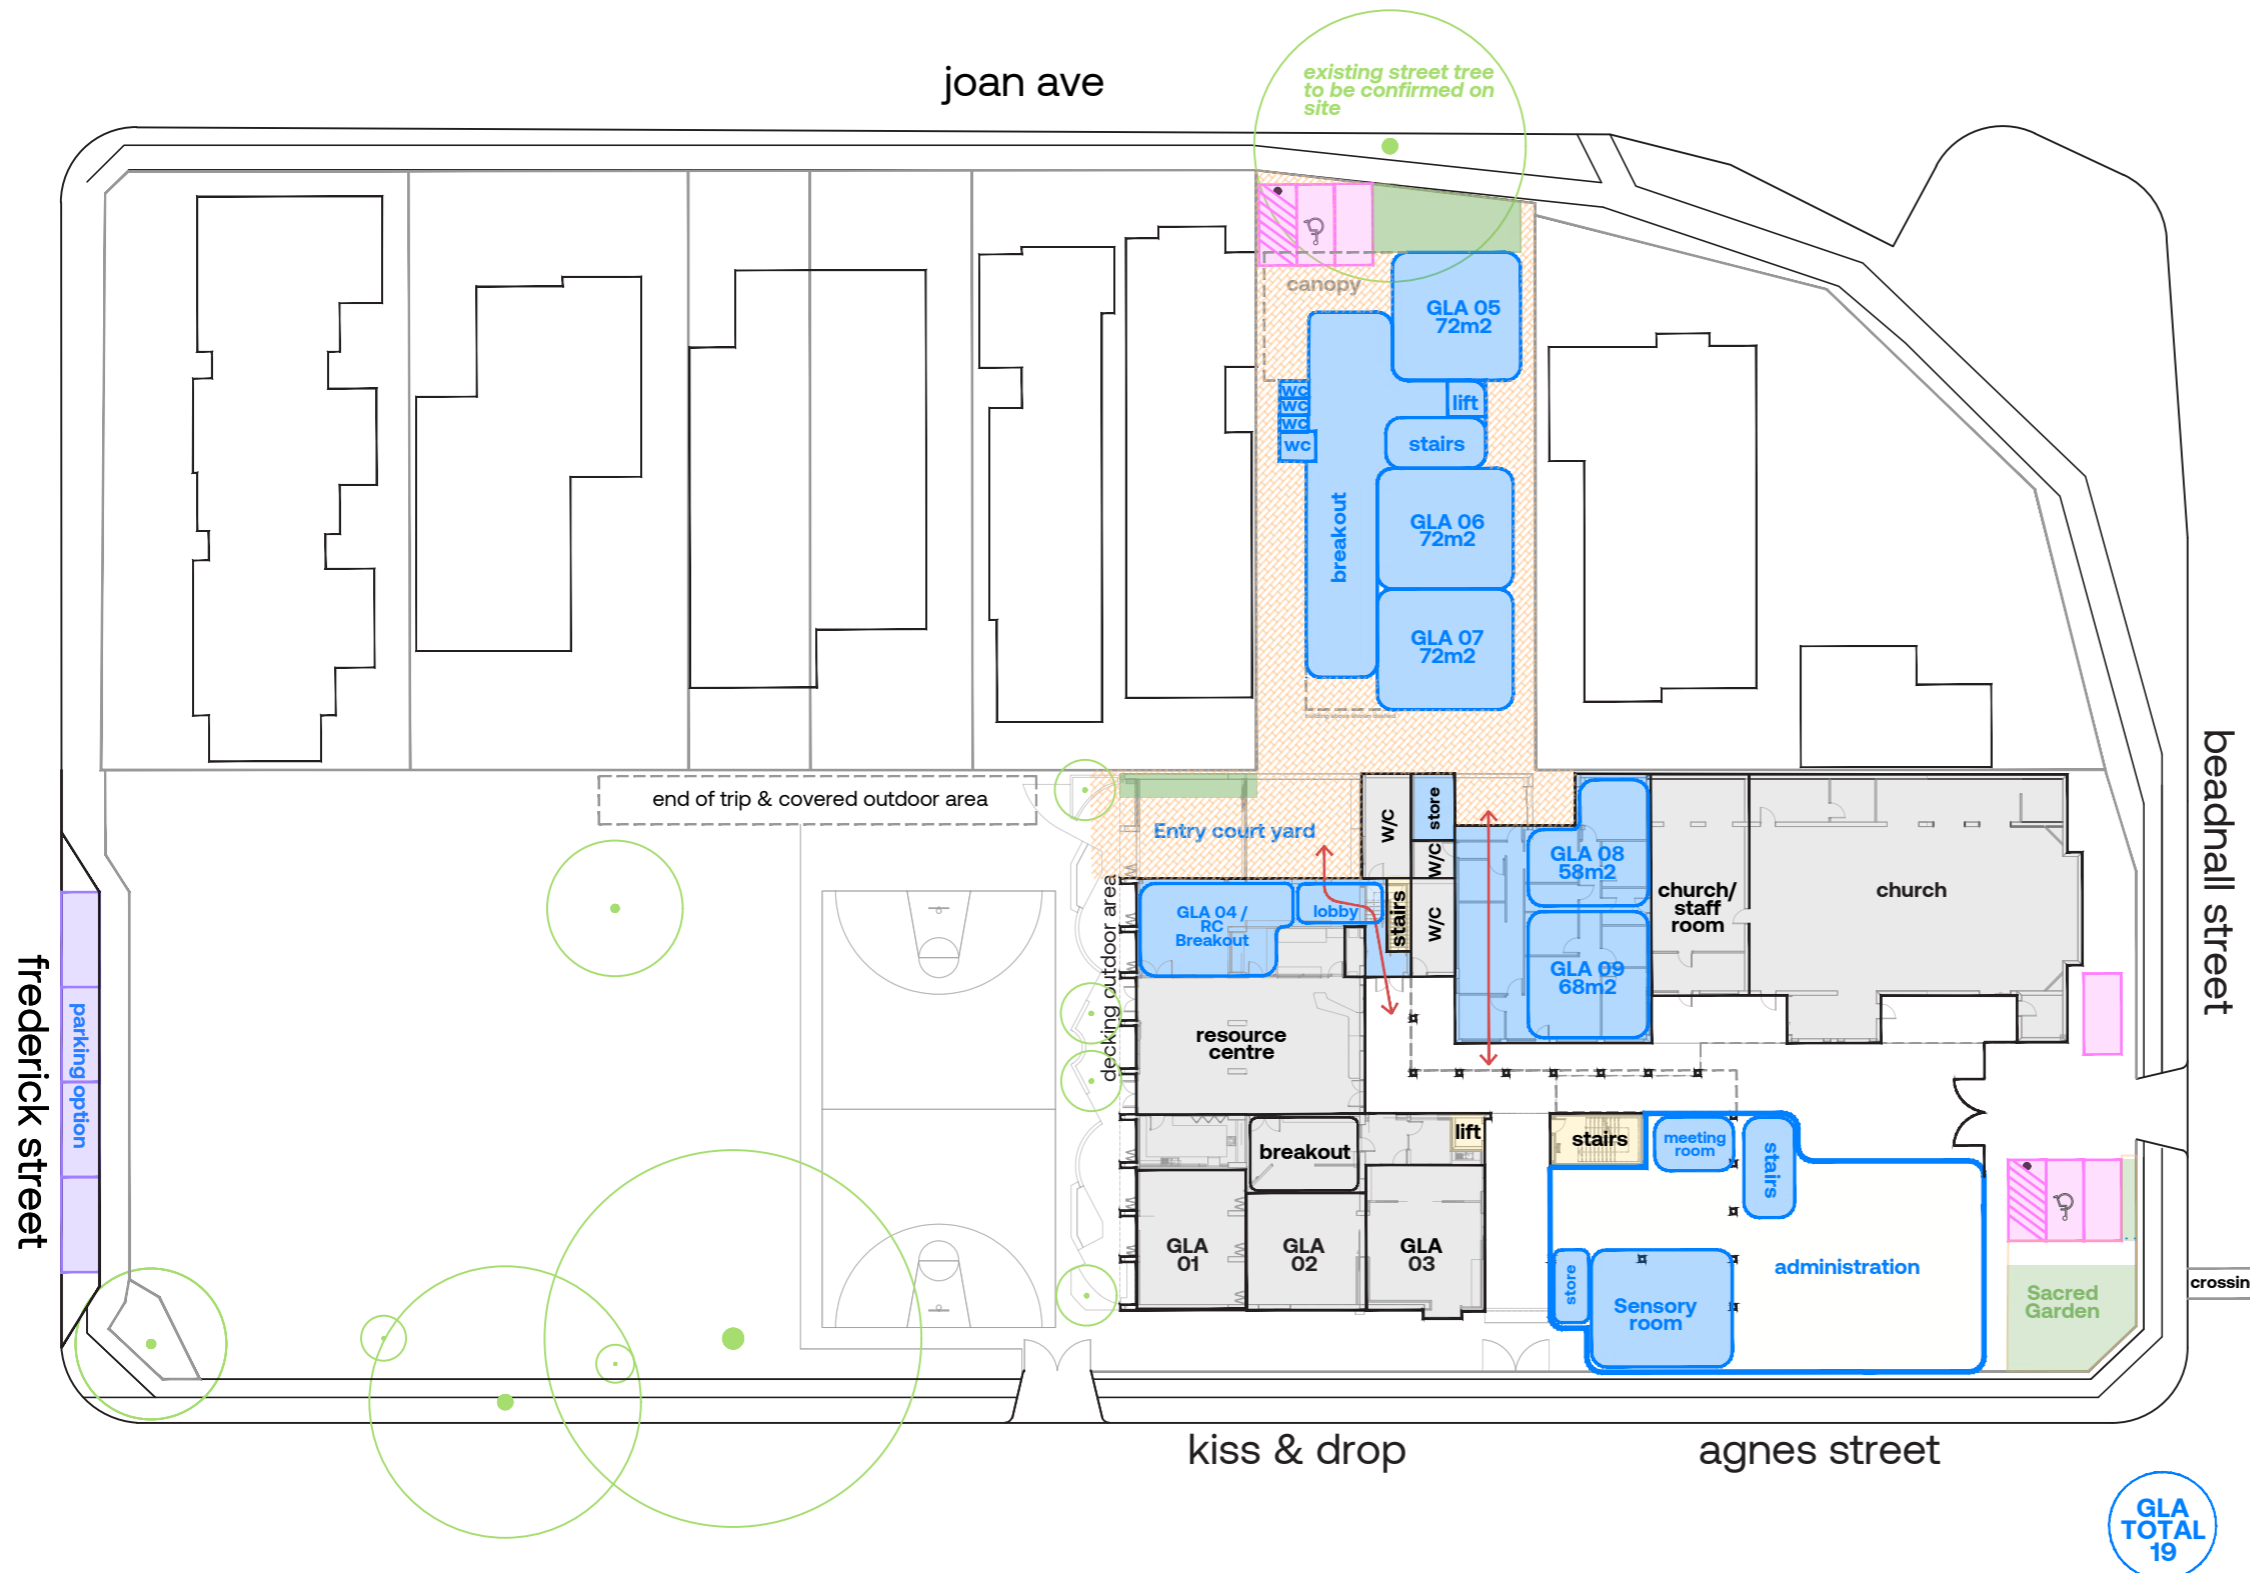 joan ave
existing street tree
to be confirmed on
site
canopy
GLA 05
72m2
wc
wc
wc
wc
lift
stairs
breakout
GLA 06
72m2
GLA 07
72m2
end of trip & covered outdoor area
Entry court yard
W/C
store
W/C
W/C
stairs
GLA 04 /
RC
Breakout
lobby
GLA 08
58m2
GLA 09
68m2
church/
staff
room
church
beadnall street
frederick street
parking option
decking outdoor area
resource
centre
breakout
lift
stairs
meeting
room
stairs
GLA
01
GLA
02
GLA
03
administration
store
Sensory
room
Sacred
Garden
crossin
kiss & drop
agnes street
GLA
TOTAL
19